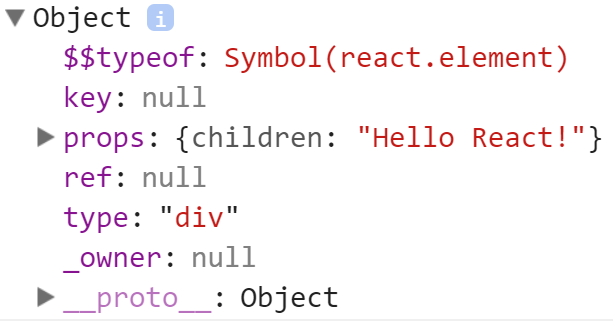 ▼ Object i
$$typeof: Symbol(react.element)
key: null
▶ props: {children: "Hello React!"}
ref: null
type: "div"
_owner: null
▶ __proto__: Object